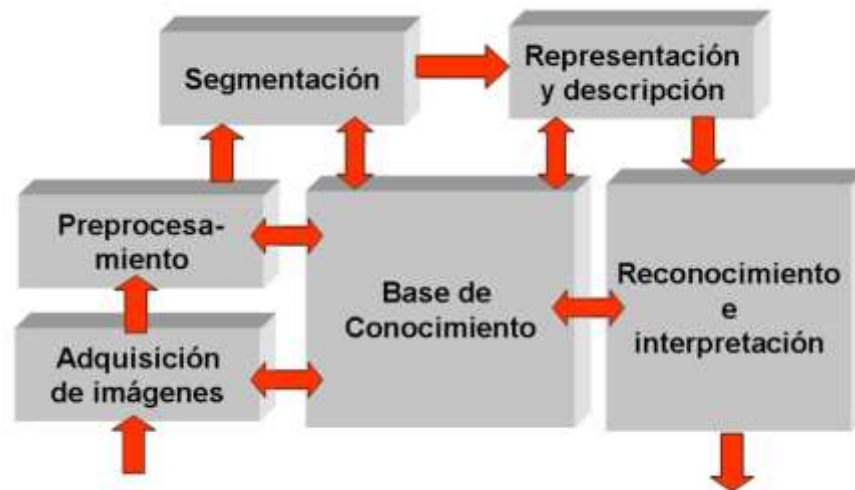 Segmentación
Representación
y descripción
Preprocesa-
miento
Base de
Conocimiento
Reconocimiento
e
interpretación
Adquisición
de imágenes